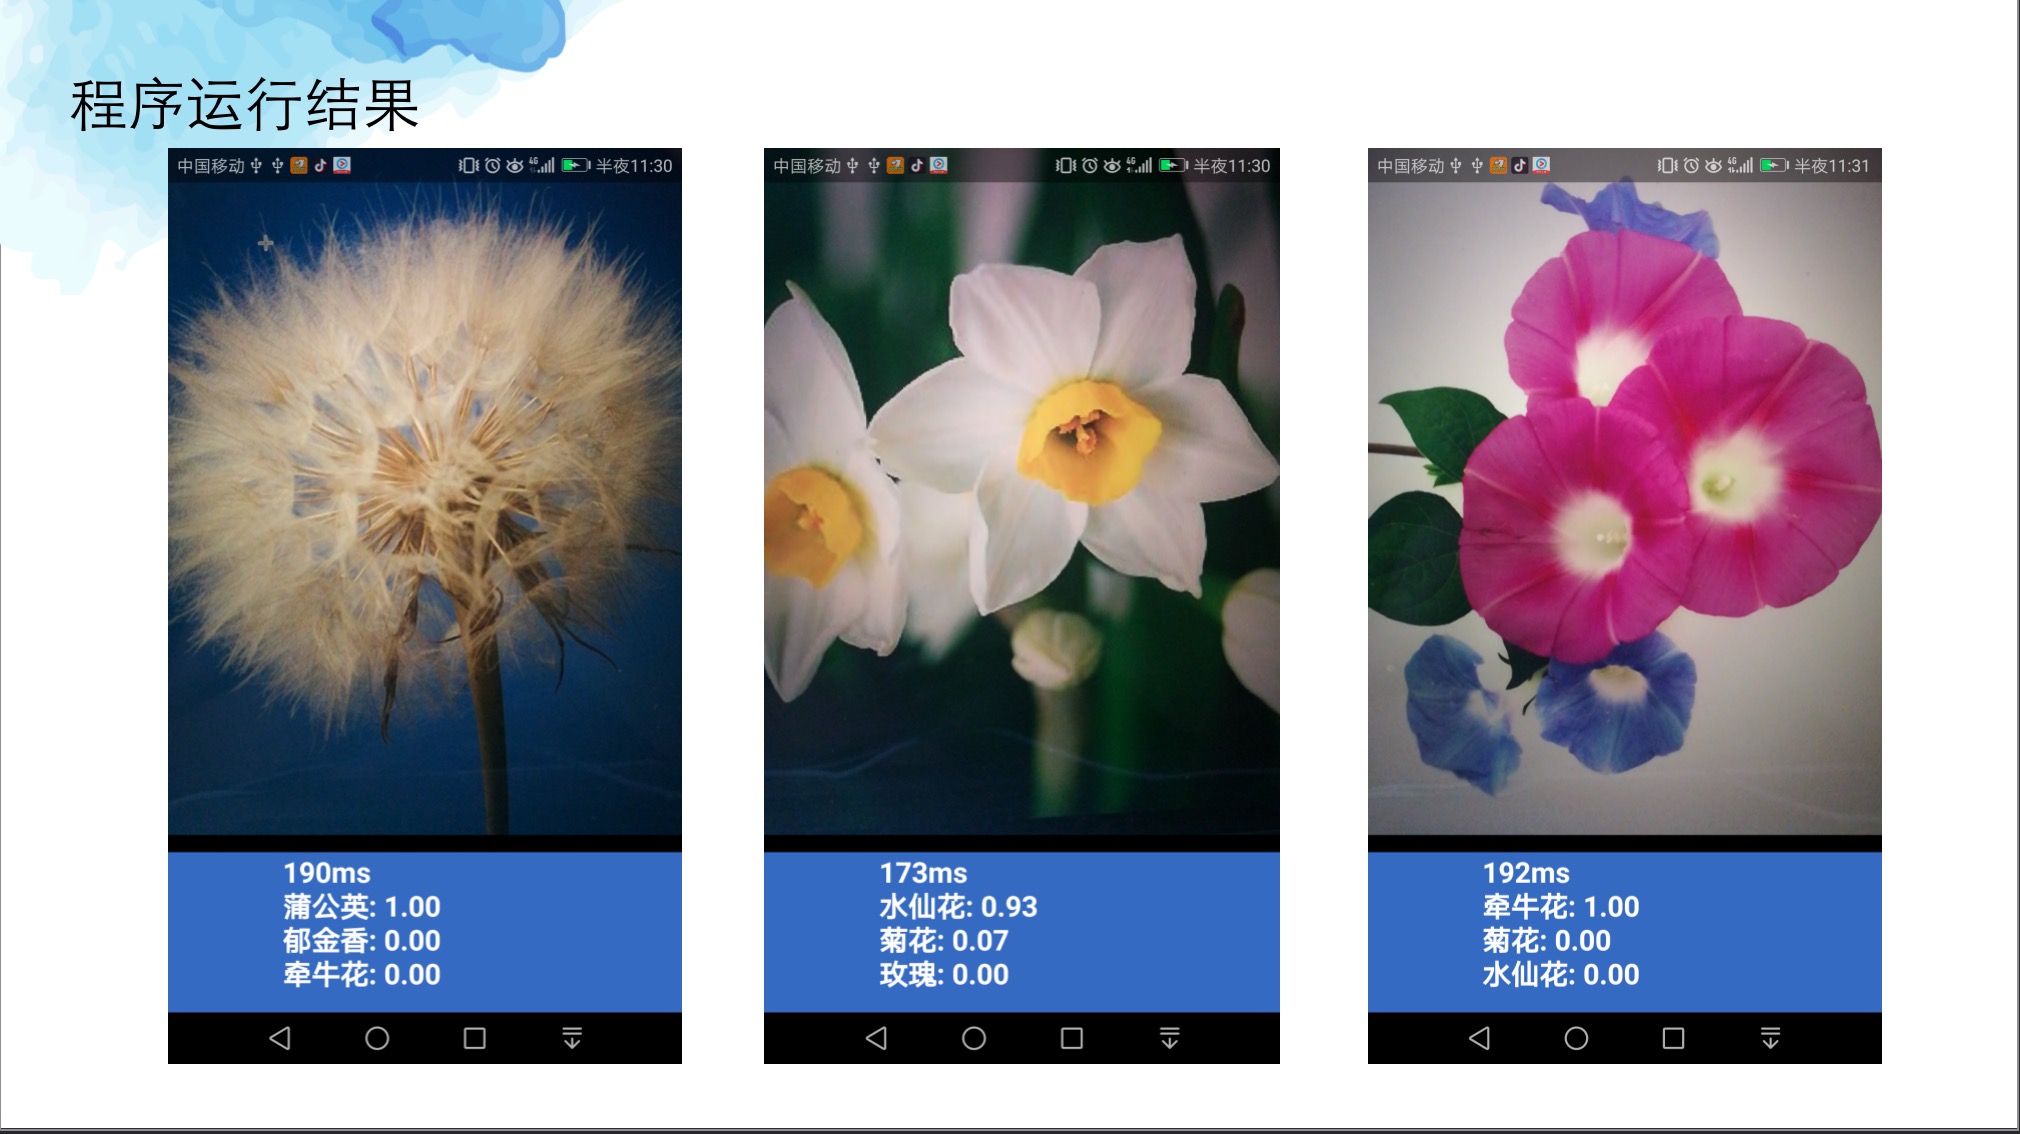 程序运行结果
中国移动 4G 半夜11:30
190ms
蒲公英: 1.00
郁金香: 0.00
牵牛花: 0.00
中国移动 4G 半夜11:30
173ms
水仙花: 0.93
菊花: 0.07
玫瑰: 0.00
中国移动 4G 半夜11:31
192ms
牵牛花: 1.00
菊花: 0.00
水仙花: 0.00